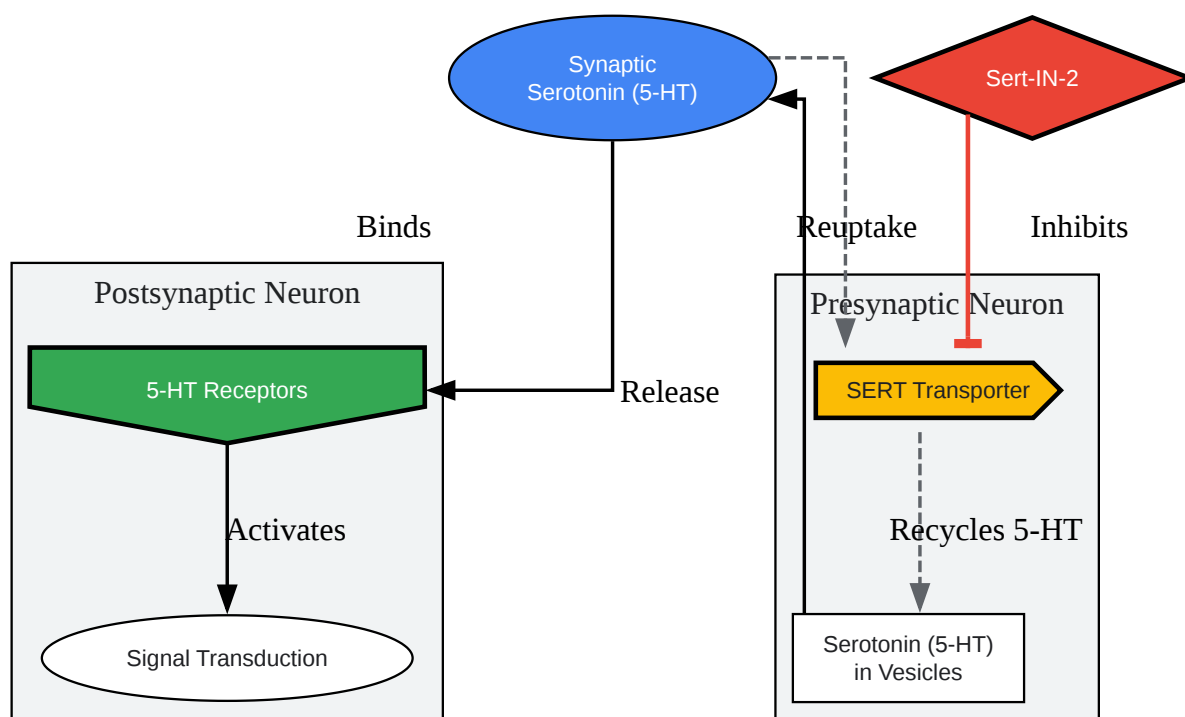 Synaptic
Serotonin (5-HT)
Sert-IN-2
Binds
Reuptake
Inhibits
Postsynaptic Neuron
Presynaptic Neuron
5-HT Receptors
Release
SERT Transporter
Activates
Recycles 5-HT
Signal Transduction
Serotonin (5-HT)
in Vesicles